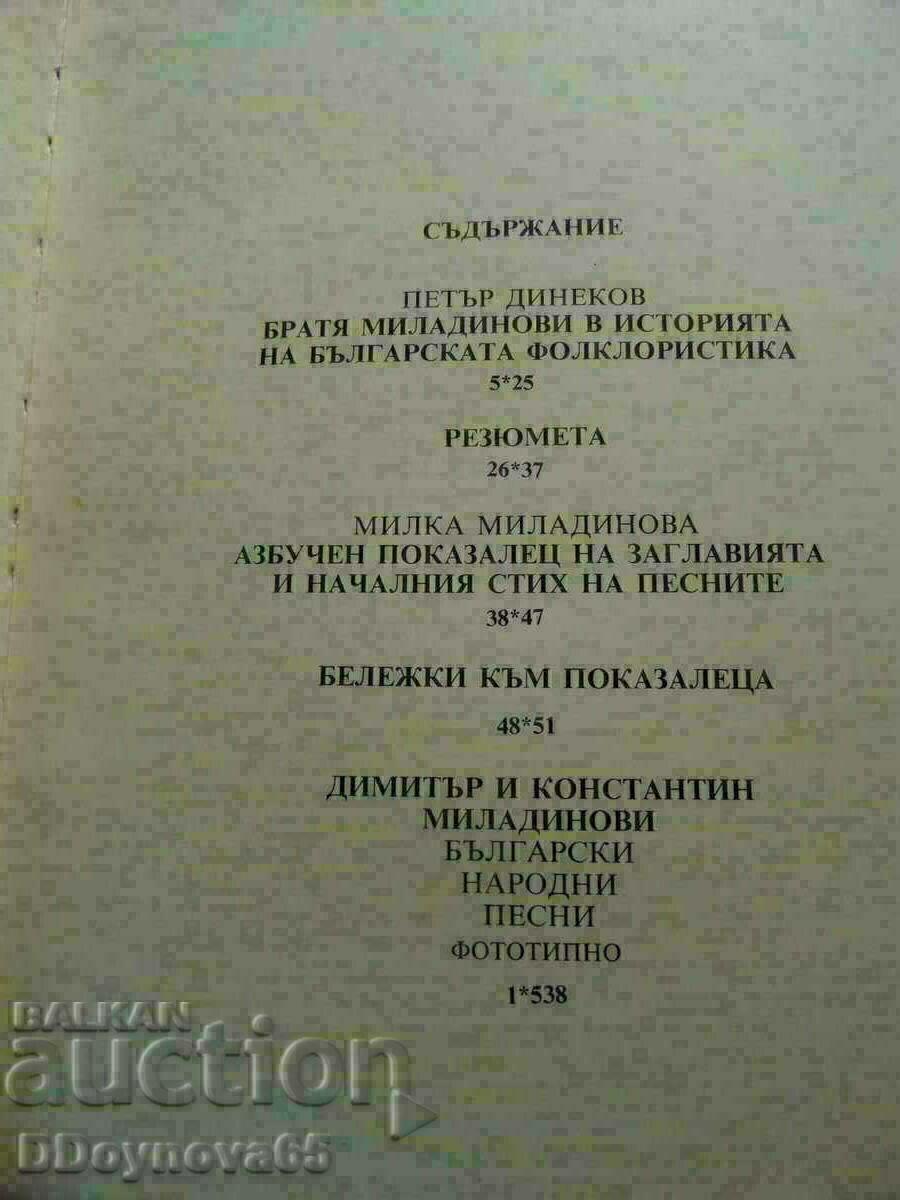 СЪДЪРЖАНИЕ
ПЕТЪР ДИНЕКОВ
БРАТЯ МИЛАДИНОВИ В ИСТОРИЯТА
НА БЪЛГАРСКАТА ФОЛКЛОРИСТИКА
5*25
РЕЗЮМЕТА
26*37
МИЛКА МИЛАДИНОВА
АЗБУЧЕН ПОКАЗАЛЕЦ НА ЗАГЛАВИЯТА
И НАЧАЛНИЯ СТИХ НА ПЕСНИТЕ
38*47
БЕЛЕЖКИ КЪМ ПОКАЗАЛЕЦА
48*51
ДИМИТЪР И КОНСТАНТИН
МИЛАДИНОВИ
БЪЛГАРСКИ
НАРОДНИ
ПЕСНИ
ФОТОТИПНО
1*538
BALKAN
auction
DDoynova65